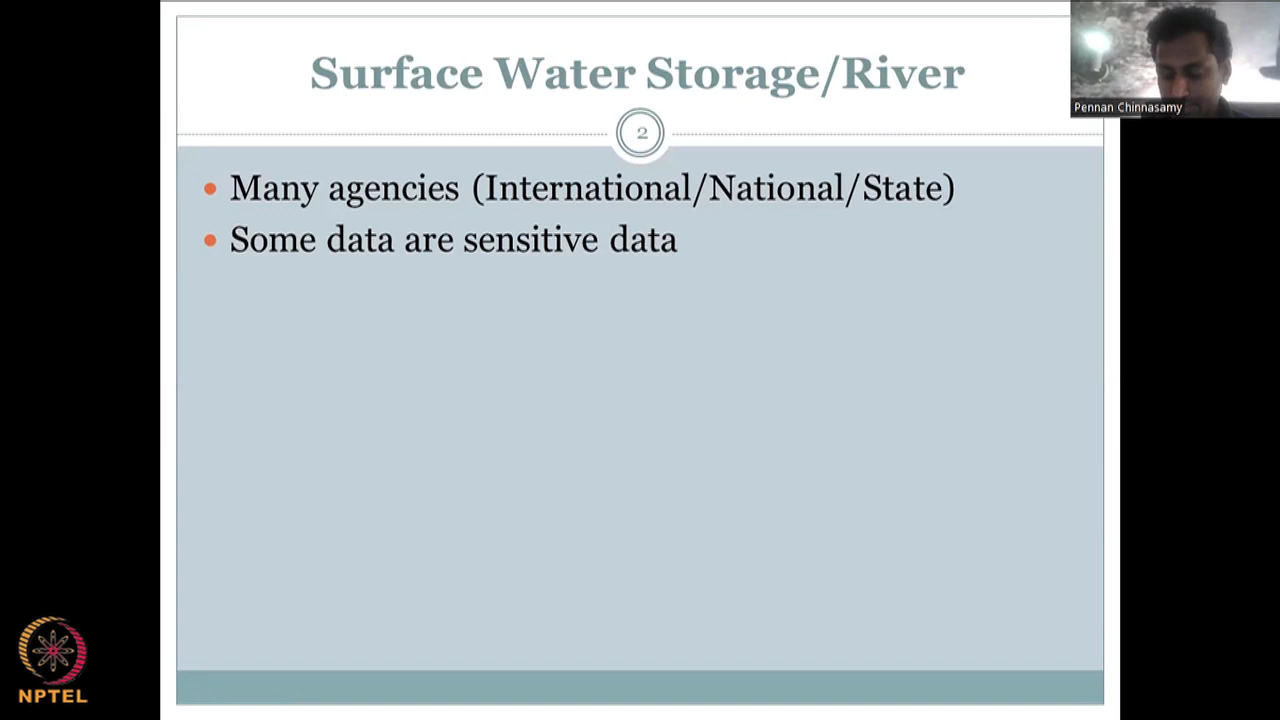 Surface Water Storage/River
Pennan Chinnasamy
2
• Many agencies (International/National/State)
• Some data are sensitive data
NPTEL